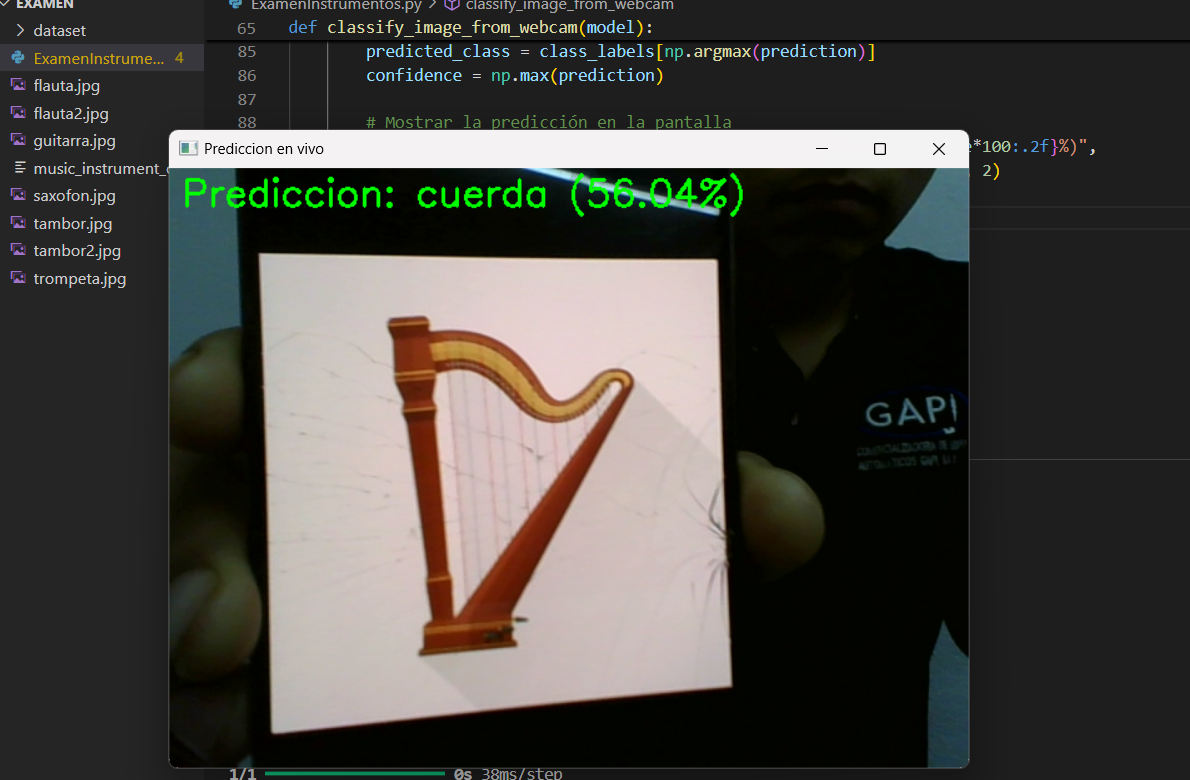 EXAMEN
ExamenInstrumentos.py > classify_image_from_webcam
dataset
ExamenInstrume... 4
flauta.jpg
flauta2.jpg
guitarra.jpg
music_instrument_
saxofon.jpg
tambor.jpg
tambor2.jpg
trompeta.jpg
65 def classify_image_from_webcam(model):
85 predicted_class = class_labels[np.argmax(prediction)]
86 confidence = np.max(prediction)
87
88 # Mostrar la predicción en la pantalla
*100:.2f}%)",
2)
Prediccion en vivo
Prediccion: cuerda (56.04%)
GAPI
1/1 0s 38ms/step